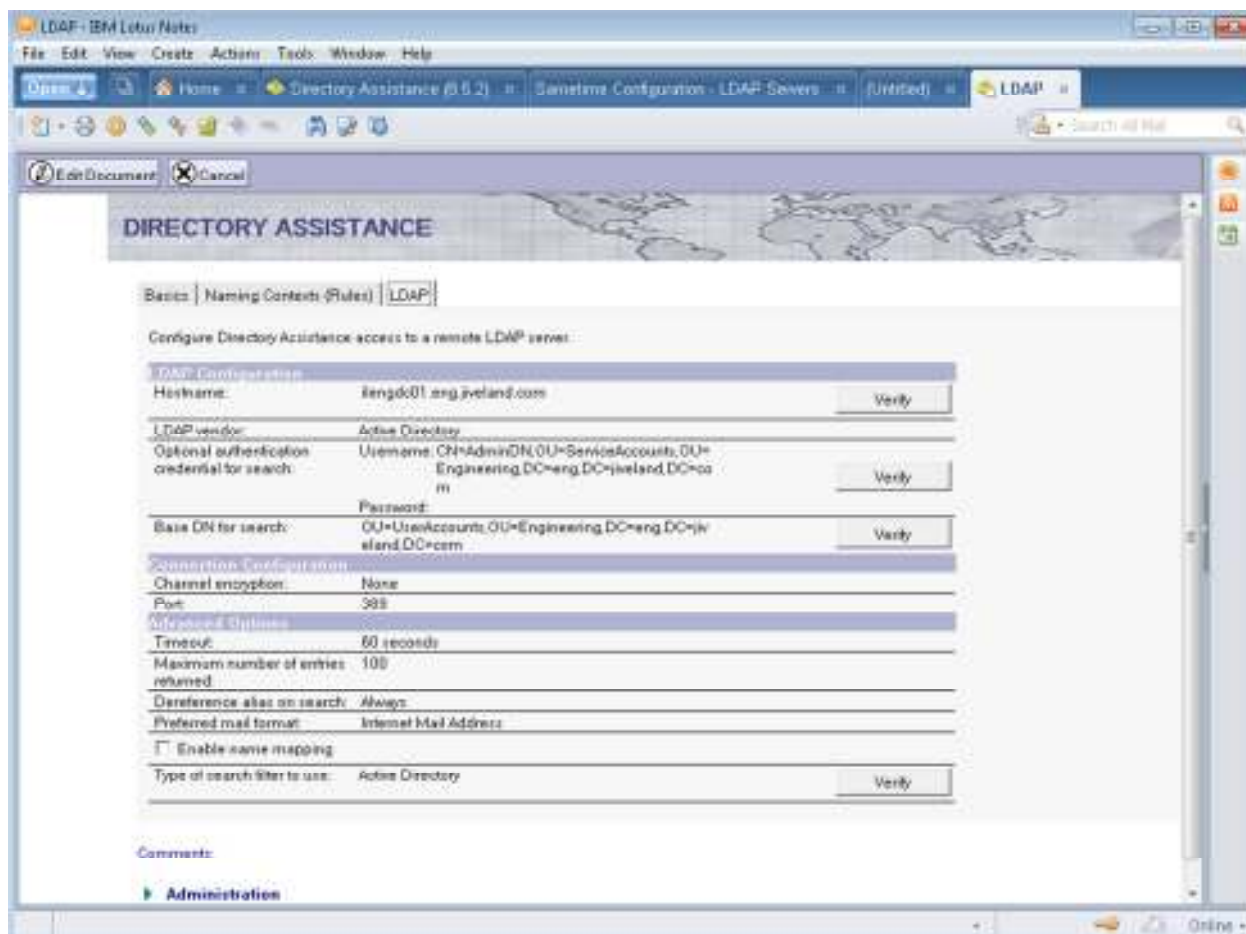 LDAP - IBM Lotus Notes
File Edit View Create Actions Tools Window Help
Open Home Directory Assistance (8.5.2) Sametime Configuration - LDAP Servers (Untitled) LDAP
Search All Mail
Edit Document Cancel
DIRECTORY ASSISTANCE
Basics Naming Contexts (Rules) LDAP
Configure Directory Assistance access to a remote LDAP server.
LDAP Configuration
Hostname: .eng.jiveland.com Verify
LDAP vendor: Active Directory
Optional authentication credential for search: Username: CN=AdminDN,OU=ServiceAccounts,OU=
Engineering,DC=eng,DC=jiveland,DC=co
m
Verify
Password:
Base DN for search: OU=UserAccounts,OU=Engineering,DC=eng,DC=jiv
eland,DC=com
Verify
Connection Configuration
Channel encryption: None
Port: 389
Advanced Options
Timeout: 60 seconds
Maximum number of entries returned: 100
Dereference alias on search: Always
Preferred mail format: Internet Mail Address
Enable name mapping
Type of search filter to use: Active Directory Verify
Comments:
Administration
Online